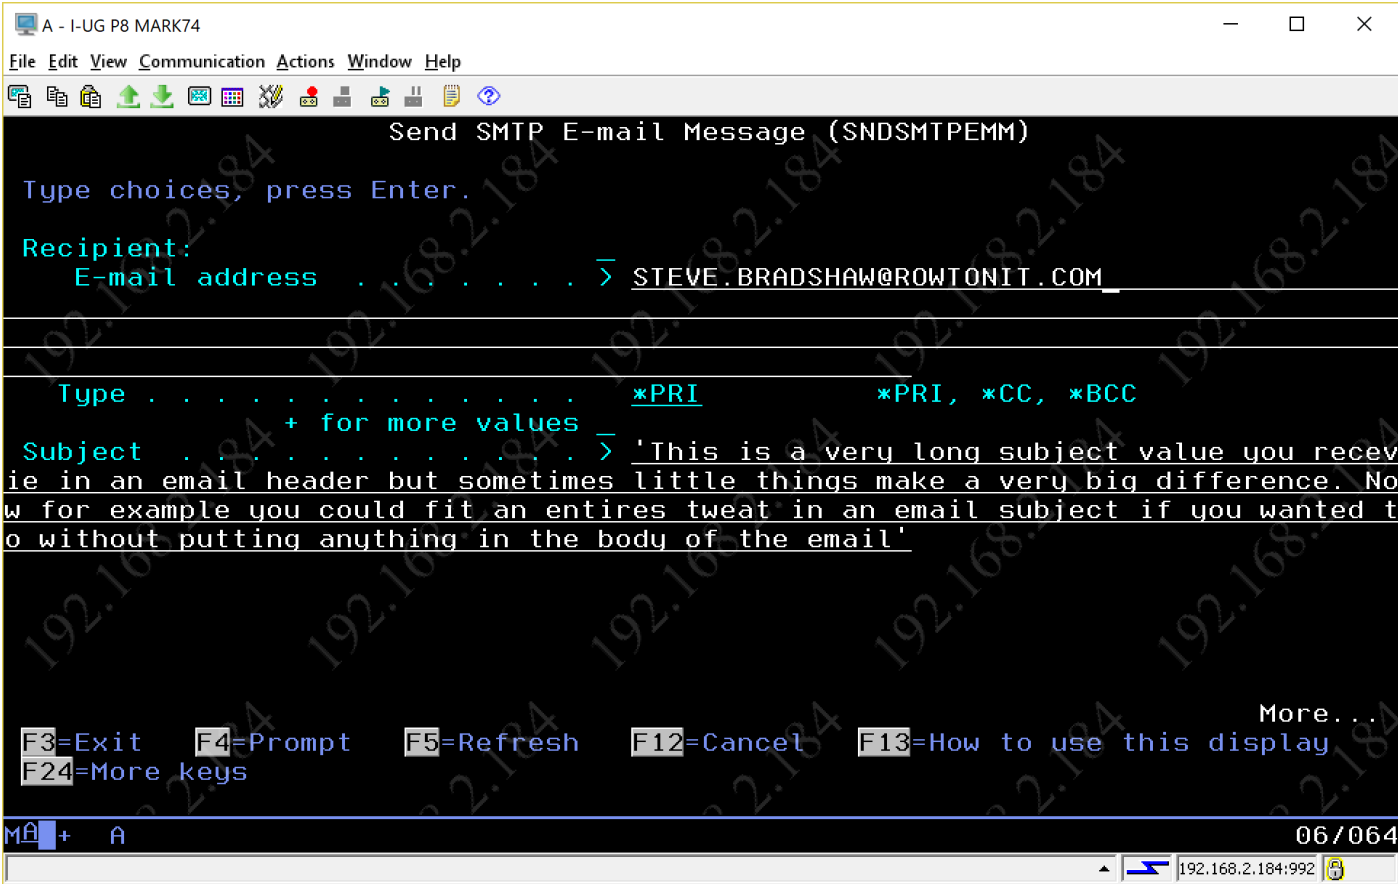 A - I-UG P8 MARK74
File Edit View Communication Actions Window Help
Send SMTP E-mail Message (SNDSMTPEMM)
Type choices, press Enter.
Recipient:
E-mail address . . . . . . . > STEVE.BRADSHAW@ROWTONIT.COM
Type . . . . . . . . . . . . . *PRI *PRI, *CC, *BCC
+ for more values _
Subject . . . . . . . . . . . . > 'This is a very long subject value you recev
ie in an email header but sometimes little things make a very big difference. No
w for example you could fit an entires tweat in an email subject if you wanted t
o without putting anything in the body of the email'
More...
F3=Exit F4=Prompt F5=Refresh F12=Cancel F13=How to use this display
F24=More keys
MA + A 06/064
192.168.2.184:992
192.168.2.184